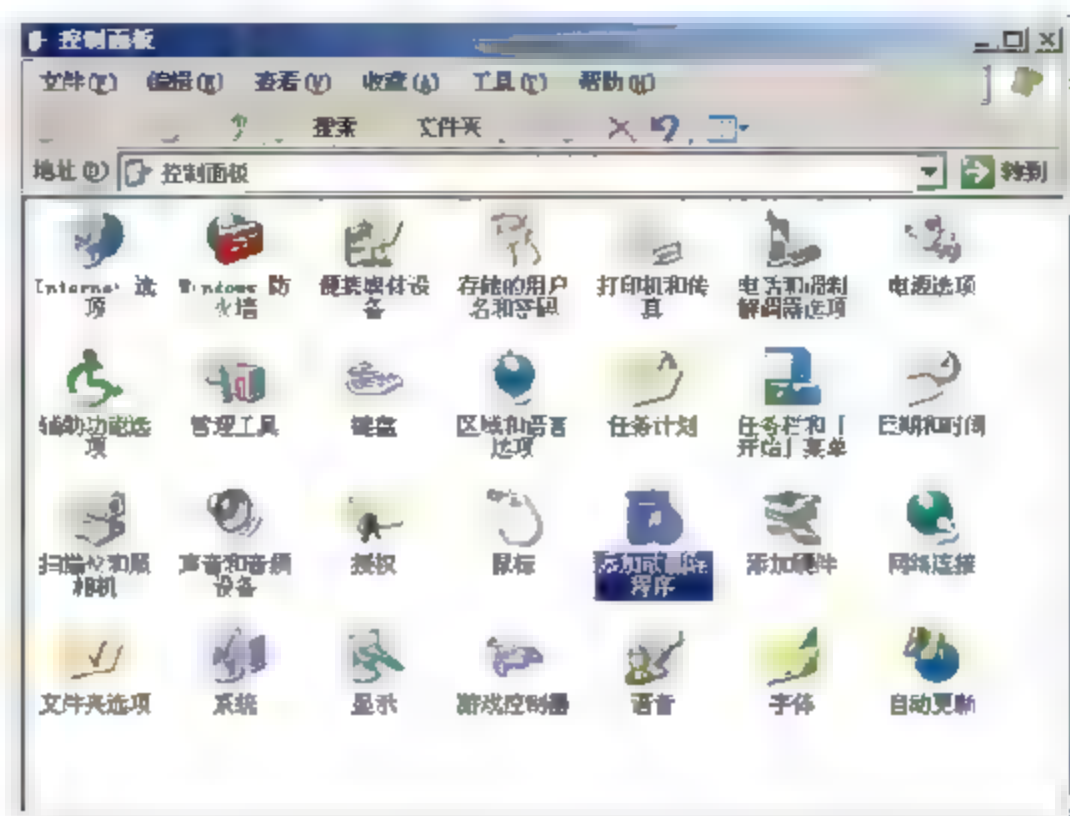 控制面板
文件(F) 编辑(E) 查看(V) 收藏(A) 工具(T) 帮助(H)
搜索 文件夹
地址(D) 控制面板 转到
Internet 选 Windows 防 便携媒体设 存储的用户 打印机和传 电话和调制 电源选项
项 火墙 备 名和密码 真 解调器选项
辅助功能选 管理工具 键盘 区域和语言 任务计划 任务栏和「 日期和时间
项 选项 开始」菜单
扫描仪和照 声音和音频 授权 鼠标 添加或删除 添加硬件 网络连接
相机 设备 程序
文件夹选项 系统 显示 游戏控制器 语音 字体 自动更新